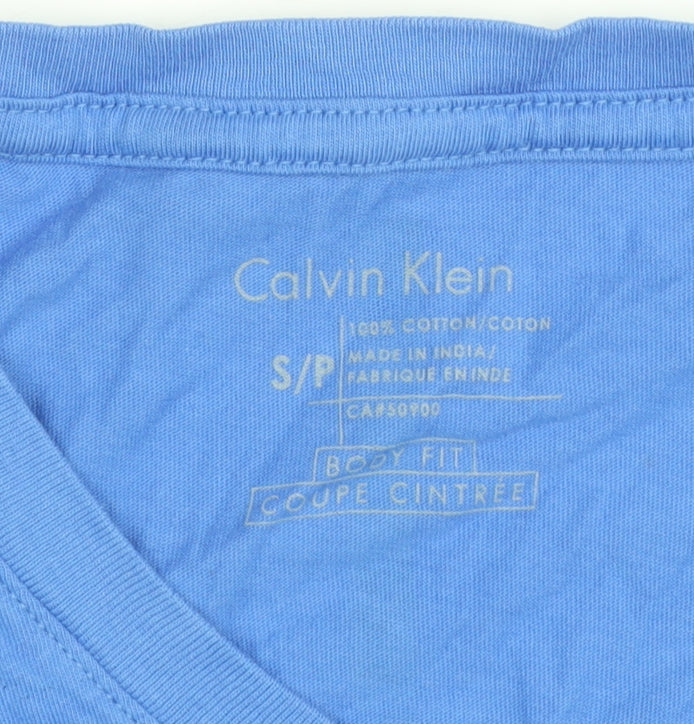 Calvin Klein
S/P
100% COTTON/COTON
MADE IN INDIA/
FABRIQUE EN INDE
CA#50900
BODY FIT
COUPE CINTRÉE